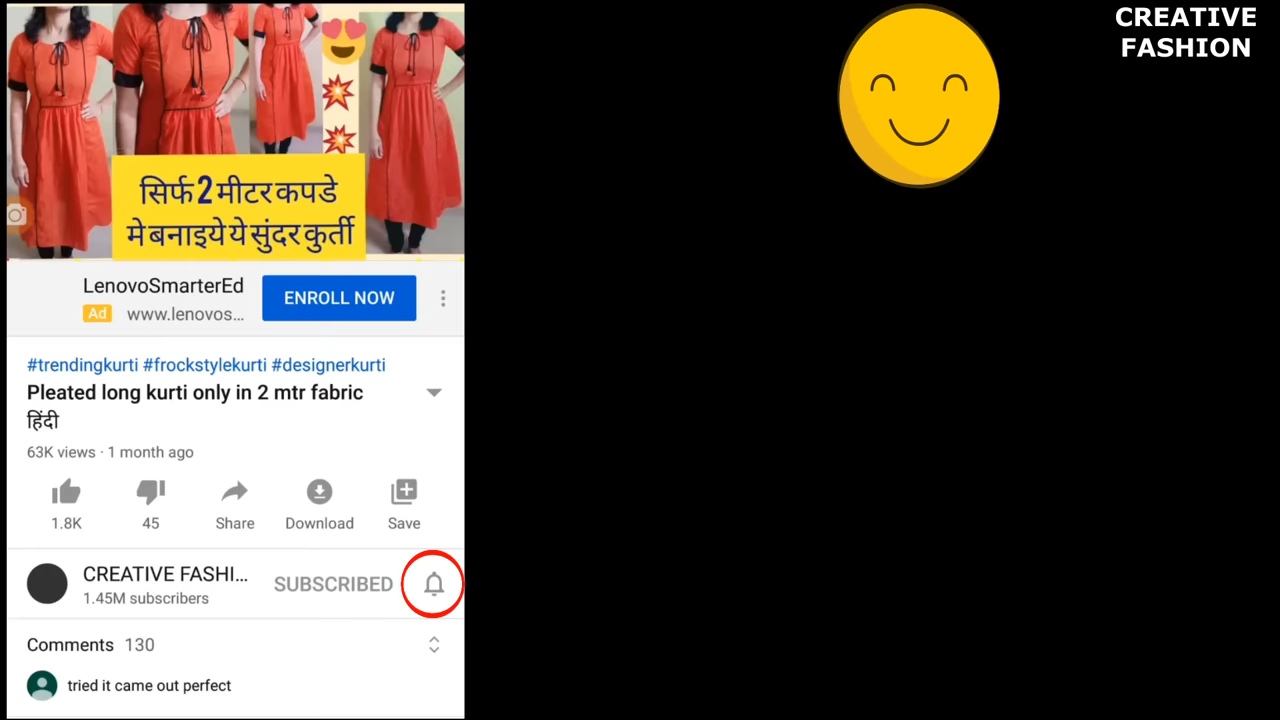 CREATIVE
FASHION
सिर्फ 2 मीटर कपडे
मे बनाइये ये सुंदर कुर्ती
LenovoSmarterEd
ENROLL NOW
Ad www.lenovos...
#trendingkurti #frockstylekurti #designerkurti
Pleated long kurti only in 2 mtr fabric
हिंदी
63K views · 1 month ago
1.8K 45 Share Download Save
CREATIVE FASHI... SUBSCRIBED
1.45M subscribers
Comments 130
tried it came out perfect